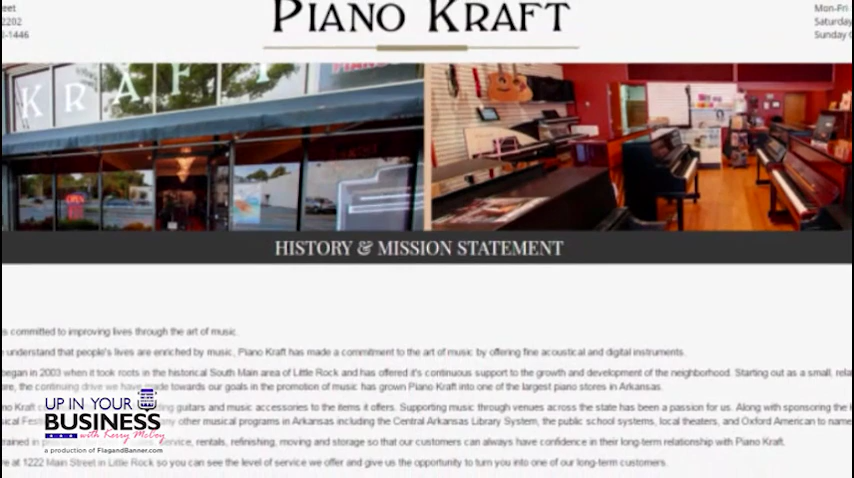 eet
2202
-1446
PIANO KRAFT
Mon-Fri
Saturday
Sunday
KRAFT
OPEN
HISTORY & MISSION STATEMENT
s committed to improving lives through the art of music.
understand that people's lives are enriched by music, Piano Kraft has made a commitment to the art of music by offering fine acoustical and digital instruments.
began in 2003 when it took roots in the historical South Main area of Little Rock and has offered it's continuous support to the growth and development of the neighborhood. Starting out as a small, rela
are, the continuing drive we have made towards our goals in the promotion of music has grown Piano Kraft into one of the largest piano stores in Arkansas.
no Kraft guitars and music accessories to the items it offers. Supporting music through venues across the state has been a passion for us. Along with sponsoring the
sical Fest any other musical programs in Arkansas including the Central Arkansas Library System, the public school systems, local theaters, and Oxford American to name
trained in service, rentals, refinishing, moving and storage so that our customers can always have confidence in their long-term relationship with Piano Kraft.
e at 1222 Main Street in Little Rock so you can see the level of service we offer and give us the opportunity to turn you into one of our long-term customers.
UP IN YOUR
BUSINESS
with Kerry McCoy
a production of FlagandBanner.com